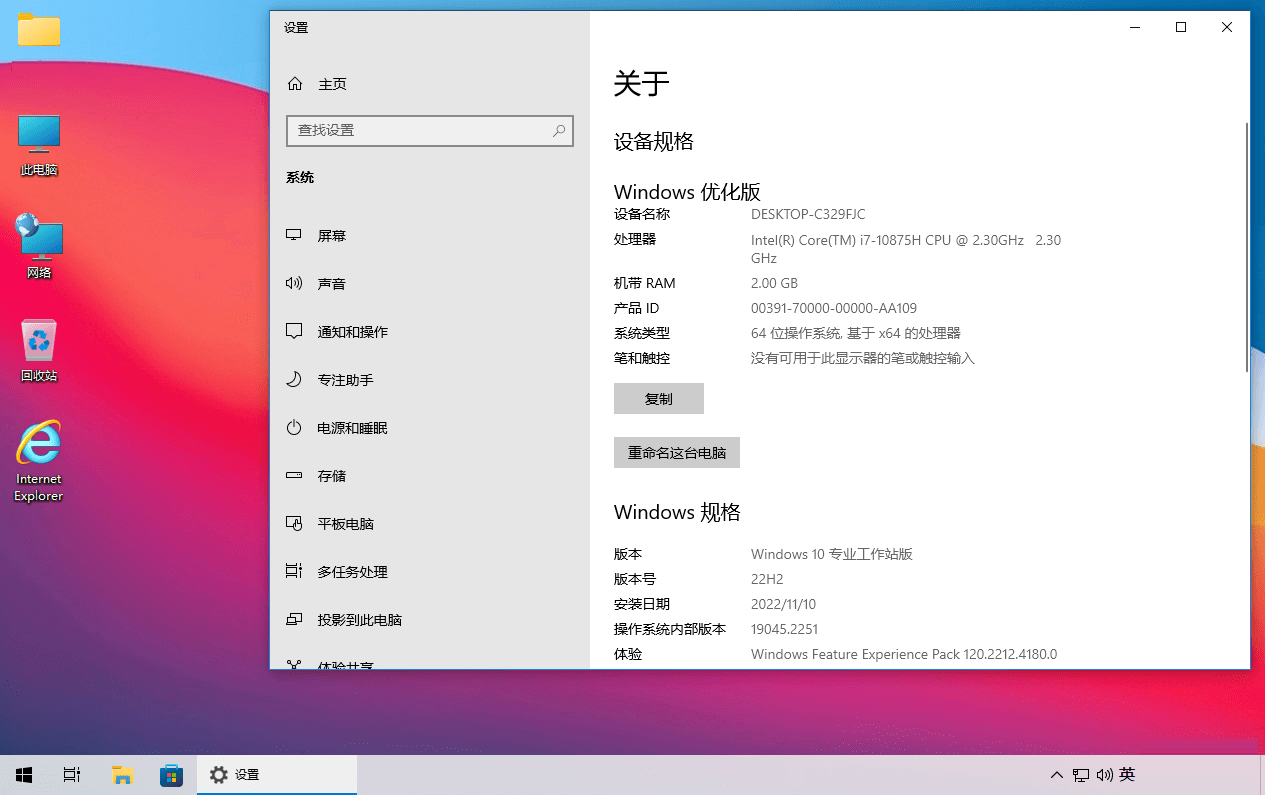 此电脑
网络
回收站
Internet
Explorer
设置
主页
查找设置
系统
屏幕
声音
通知和操作
专注助手
电源和睡眠
存储
平板电脑
多任务处理
投影到此电脑
体验共享
关于
设备规格
Windows 优化版
设备名称 DESKTOP-C329FJC
处理器 Intel(R) Core(TM) i7-10875H CPU @ 2.30GHz 2.30
GHz
机带 RAM 2.00 GB
产品 ID 00391-70000-00000-AA109
系统类型 64 位操作系统, 基于 x64 的处理器
笔和触控 没有可用于此显示器的笔或触控输入
复制
重命名这台电脑
Windows 规格
版本 Windows 10 专业工作站版
版本号 22H2
安装日期 2022/11/10
操作系统内部版本 19045.2251
体验 Windows Feature Experience Pack 120.2212.4180.0
设置
英